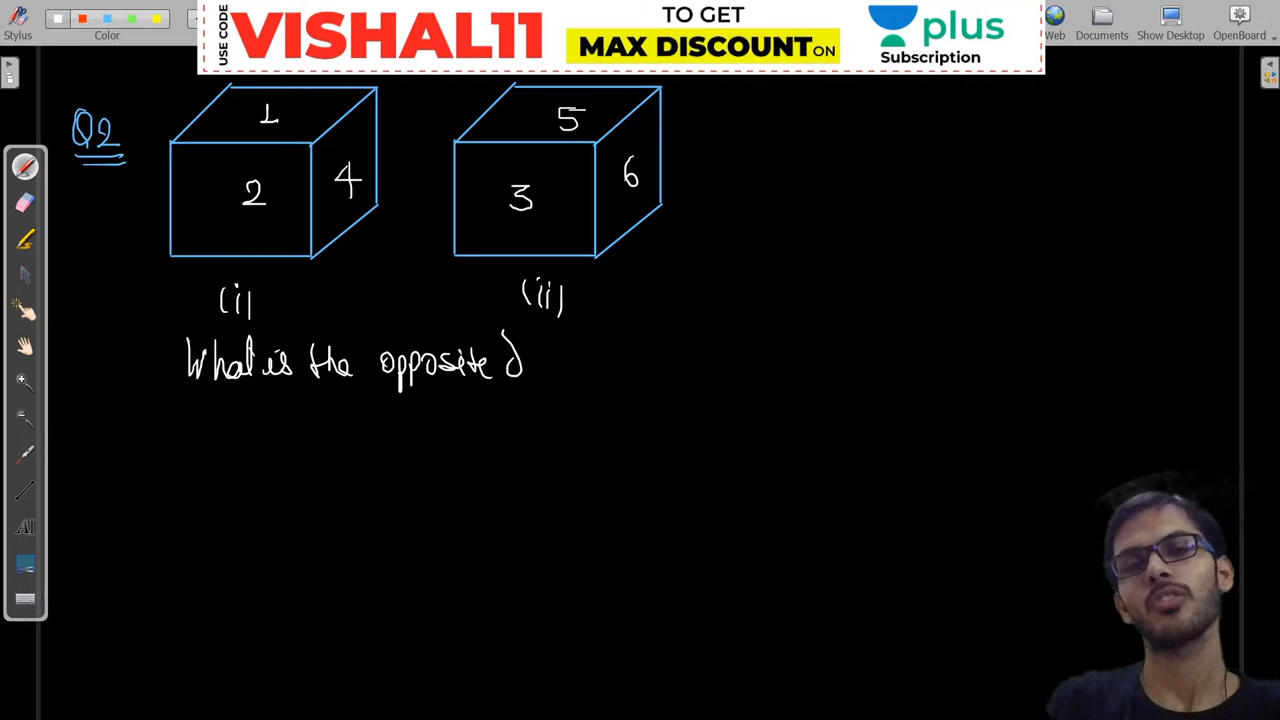 Stylus
Color
USE CODE
VISHAL11
TO GET
MAX DISCOUNT ON
plus
Subscription
Web
Documents
Show Desktop
OpenBoard
Q2
1
2
4
5
3
6
(i)
(ii)
What is the opposite